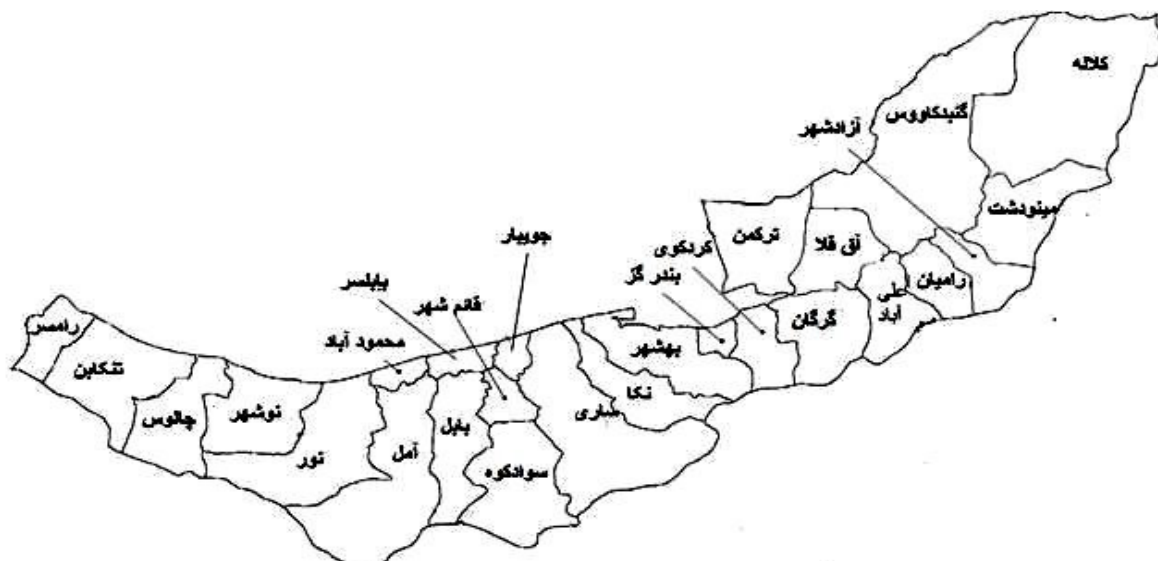 کلاله
گنبدکاووس
آزادشهر
مینودشت
ترکمن
آق قلا
کردکوی
بندر گز
رامیان
علی
آباد
گرگان
جویبار
بابلسر
قائم شهر
محمود آباد
بهشهر
نکا
ساری
رامسر
تنکابن
چالوس
نوشهر
نور
آمل
بابل
سوادکوه